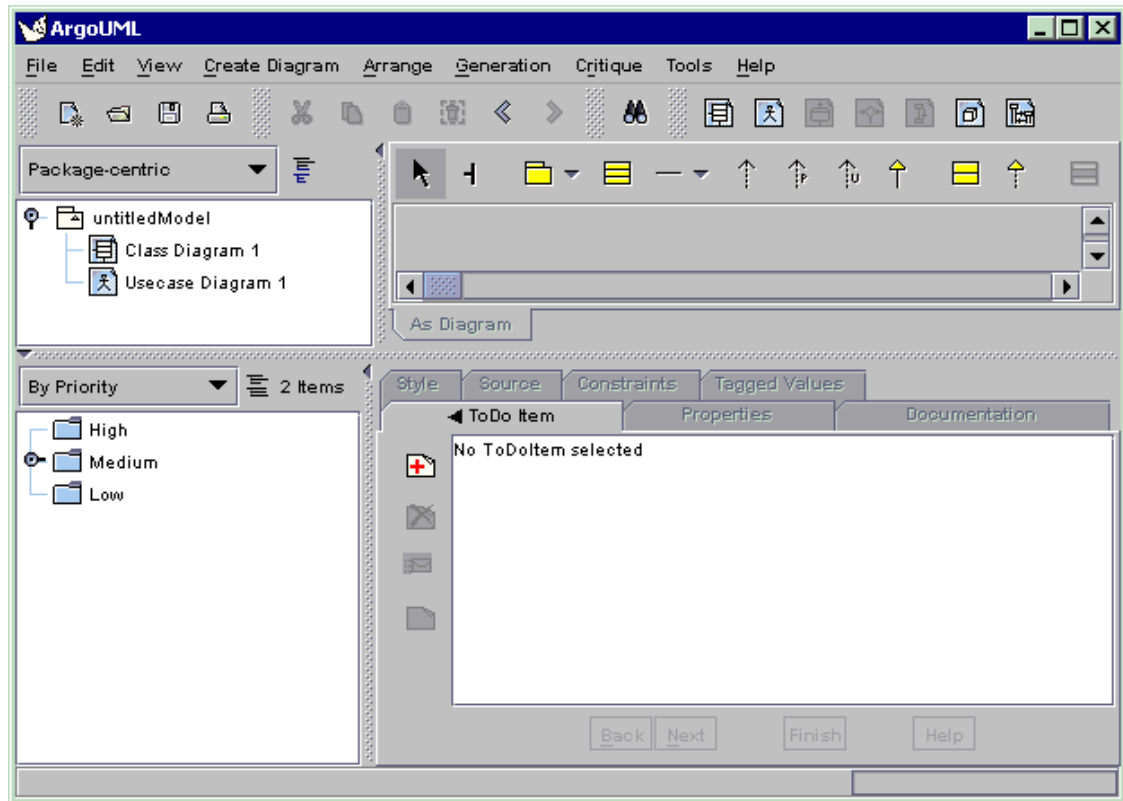 ArgoUML
File Edit View Create Diagram Arrange Generation Critique Tools Help
Package-centric
P U
untitledModel
Class Diagram 1
Usecase Diagram 1
As Diagram
By Priority 2 Items
Style Source Constraints Tagged Values
ToDo Item Properties Documentation
High
Medium
Low
No ToDoItem selected
Back Next Finish Help